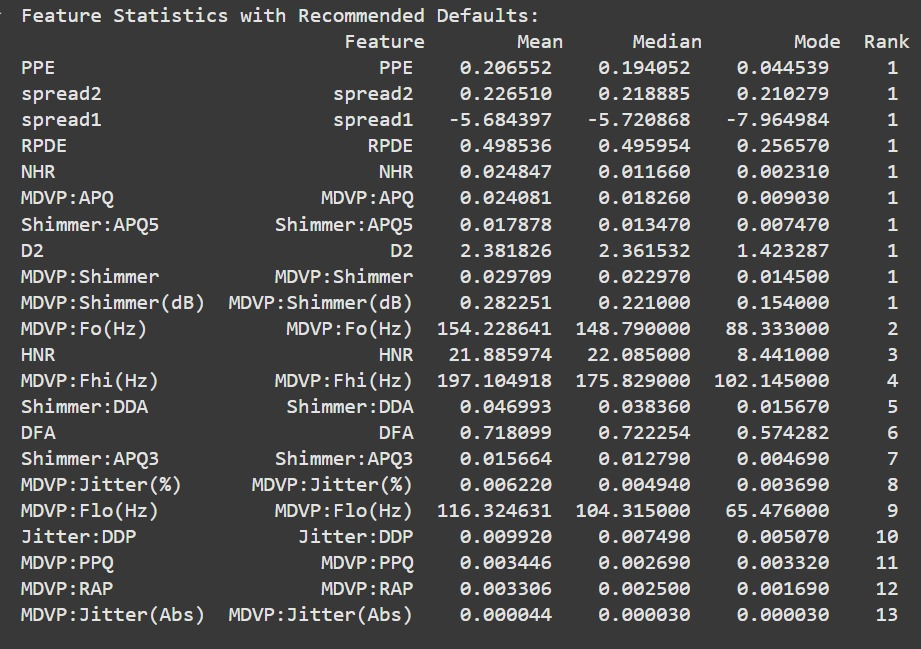 Feature Statistics with Recommended Defaults:
Feature Mean Median Mode Rank
PPE PPE 0.206552 0.194052 0.044539 1
spread2 spread2 0.226510 0.218885 0.210279 1
spread1 spread1 -5.684397 -5.720868 -7.964984 1
RPDE RPDE 0.498536 0.495954 0.256570 1
NHR NHR 0.024847 0.011660 0.002310 1
MDVP:APQ MDVP:APQ 0.024081 0.018260 0.009030 1
Shimmer:APQ5 Shimmer:APQ5 0.017878 0.013470 0.007470 1
D2 D2 2.381826 2.361532 1.423287 1
MDVP:Shimmer MDVP:Shimmer 0.029709 0.022970 0.014500 1
MDVP:Shimmer(dB) MDVP:Shimmer(dB) 0.282251 0.221000 0.154000 1
MDVP:Fo(Hz) MDVP:Fo(Hz) 154.228641 148.790000 88.333000 2
HNR HNR 21.885974 22.085000 8.441000 3
MDVP:Fhi(Hz) MDVP:Fhi(Hz) 197.104918 175.829000 102.145000 4
Shimmer:DDA Shimmer:DDA 0.046993 0.038360 0.015670 5
DFA DFA 0.718099 0.722254 0.574282 6
Shimmer:APQ3 Shimmer:APQ3 0.015664 0.012790 0.004690 7
MDVP:Jitter(%) MDVP:Jitter(%) 0.006220 0.004940 0.003690 8
MDVP:Flo(Hz) MDVP:Flo(Hz) 116.324631 104.315000 65.476000 9
Jitter:DDP Jitter:DDP 0.009920 0.007490 0.005070 10
MDVP:PPQ MDVP:PPQ 0.003446 0.002690 0.003320 11
MDVP:RAP MDVP:RAP 0.003306 0.002500 0.001690 12
MDVP:Jitter(Abs) MDVP:Jitter(Abs) 0.000044 0.000030 0.000030 13